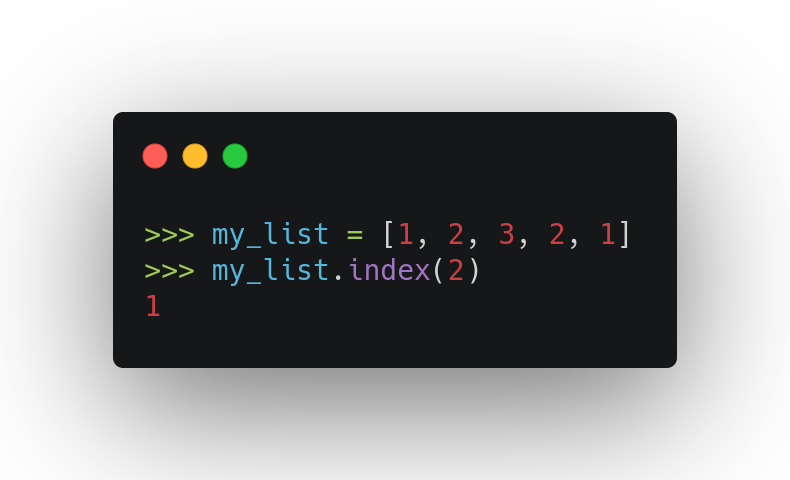 >>> my_list = [1, 2, 3, 2, 1]
>>> my_list.index(2)
1